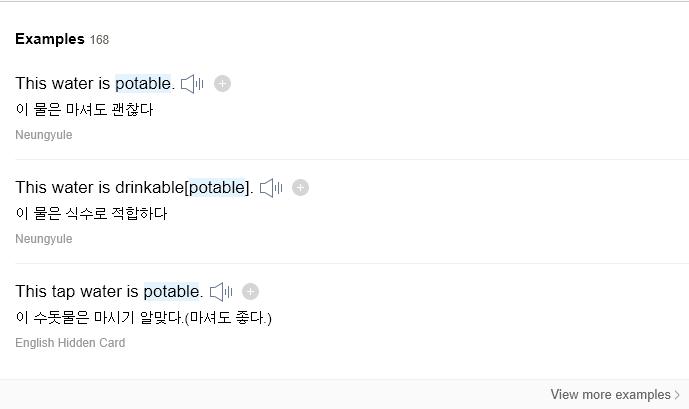 Examples 168
This water is potable.
이 물은 마셔도 괜찮다
Neungyule
This water is drinkable[potable].
이 물은 식수로 적합하다
Neungyule
This tap water is potable.
이 수돗물은 마시기 알맞다.(마셔도 좋다.)
English Hidden Card
View more examples